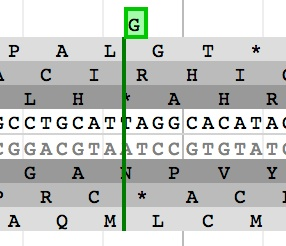 G
P A L G T *
A C I R H I
L H * A H R
GCCTGCATTAGGCACATAG
CGGACGTAATCCGTGTATC
G A N P V Y
P R C * A C I
A Q M L C M